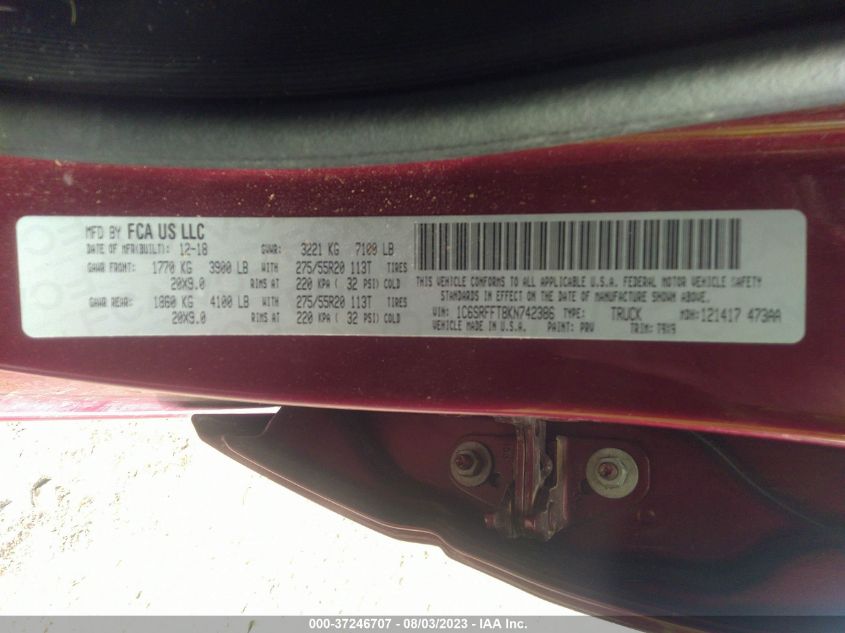 MFD BY FCA US LLC
DATE OF MFR(BUILT): 12-18 GVWR: 3221 KG 7100 LB
GAWR FRONT: 1770 KG 3900 LB WITH 275/55R20 113T TIRES
20X9.0 RIMS AT 220 KPA ( 32 PSI) COLD
GAWR REAR: 1860 KG 4100 LB WITH 275/55R20 113T TIRES
20X9.0 RIMS AT 220 KPA ( 32 PSI) COLD
THIS VEHICLE CONFORMS TO ALL APPLICABLE U.S.A. FEDERAL MOTOR VEHICLE SAFETY
STANDARDS IN EFFECT ON THE DATE OF MANUFACTURE SHOWN ABOVE.
VIN: 1C6SRFFT8KN742386 TYPE: TRUCK MDH: 121417 473AA
VEHICLE MADE IN U.S.A. PAINT: PRV TRIM: T9X9
000-37246707 - 08/03/2023 - IAA Inc.